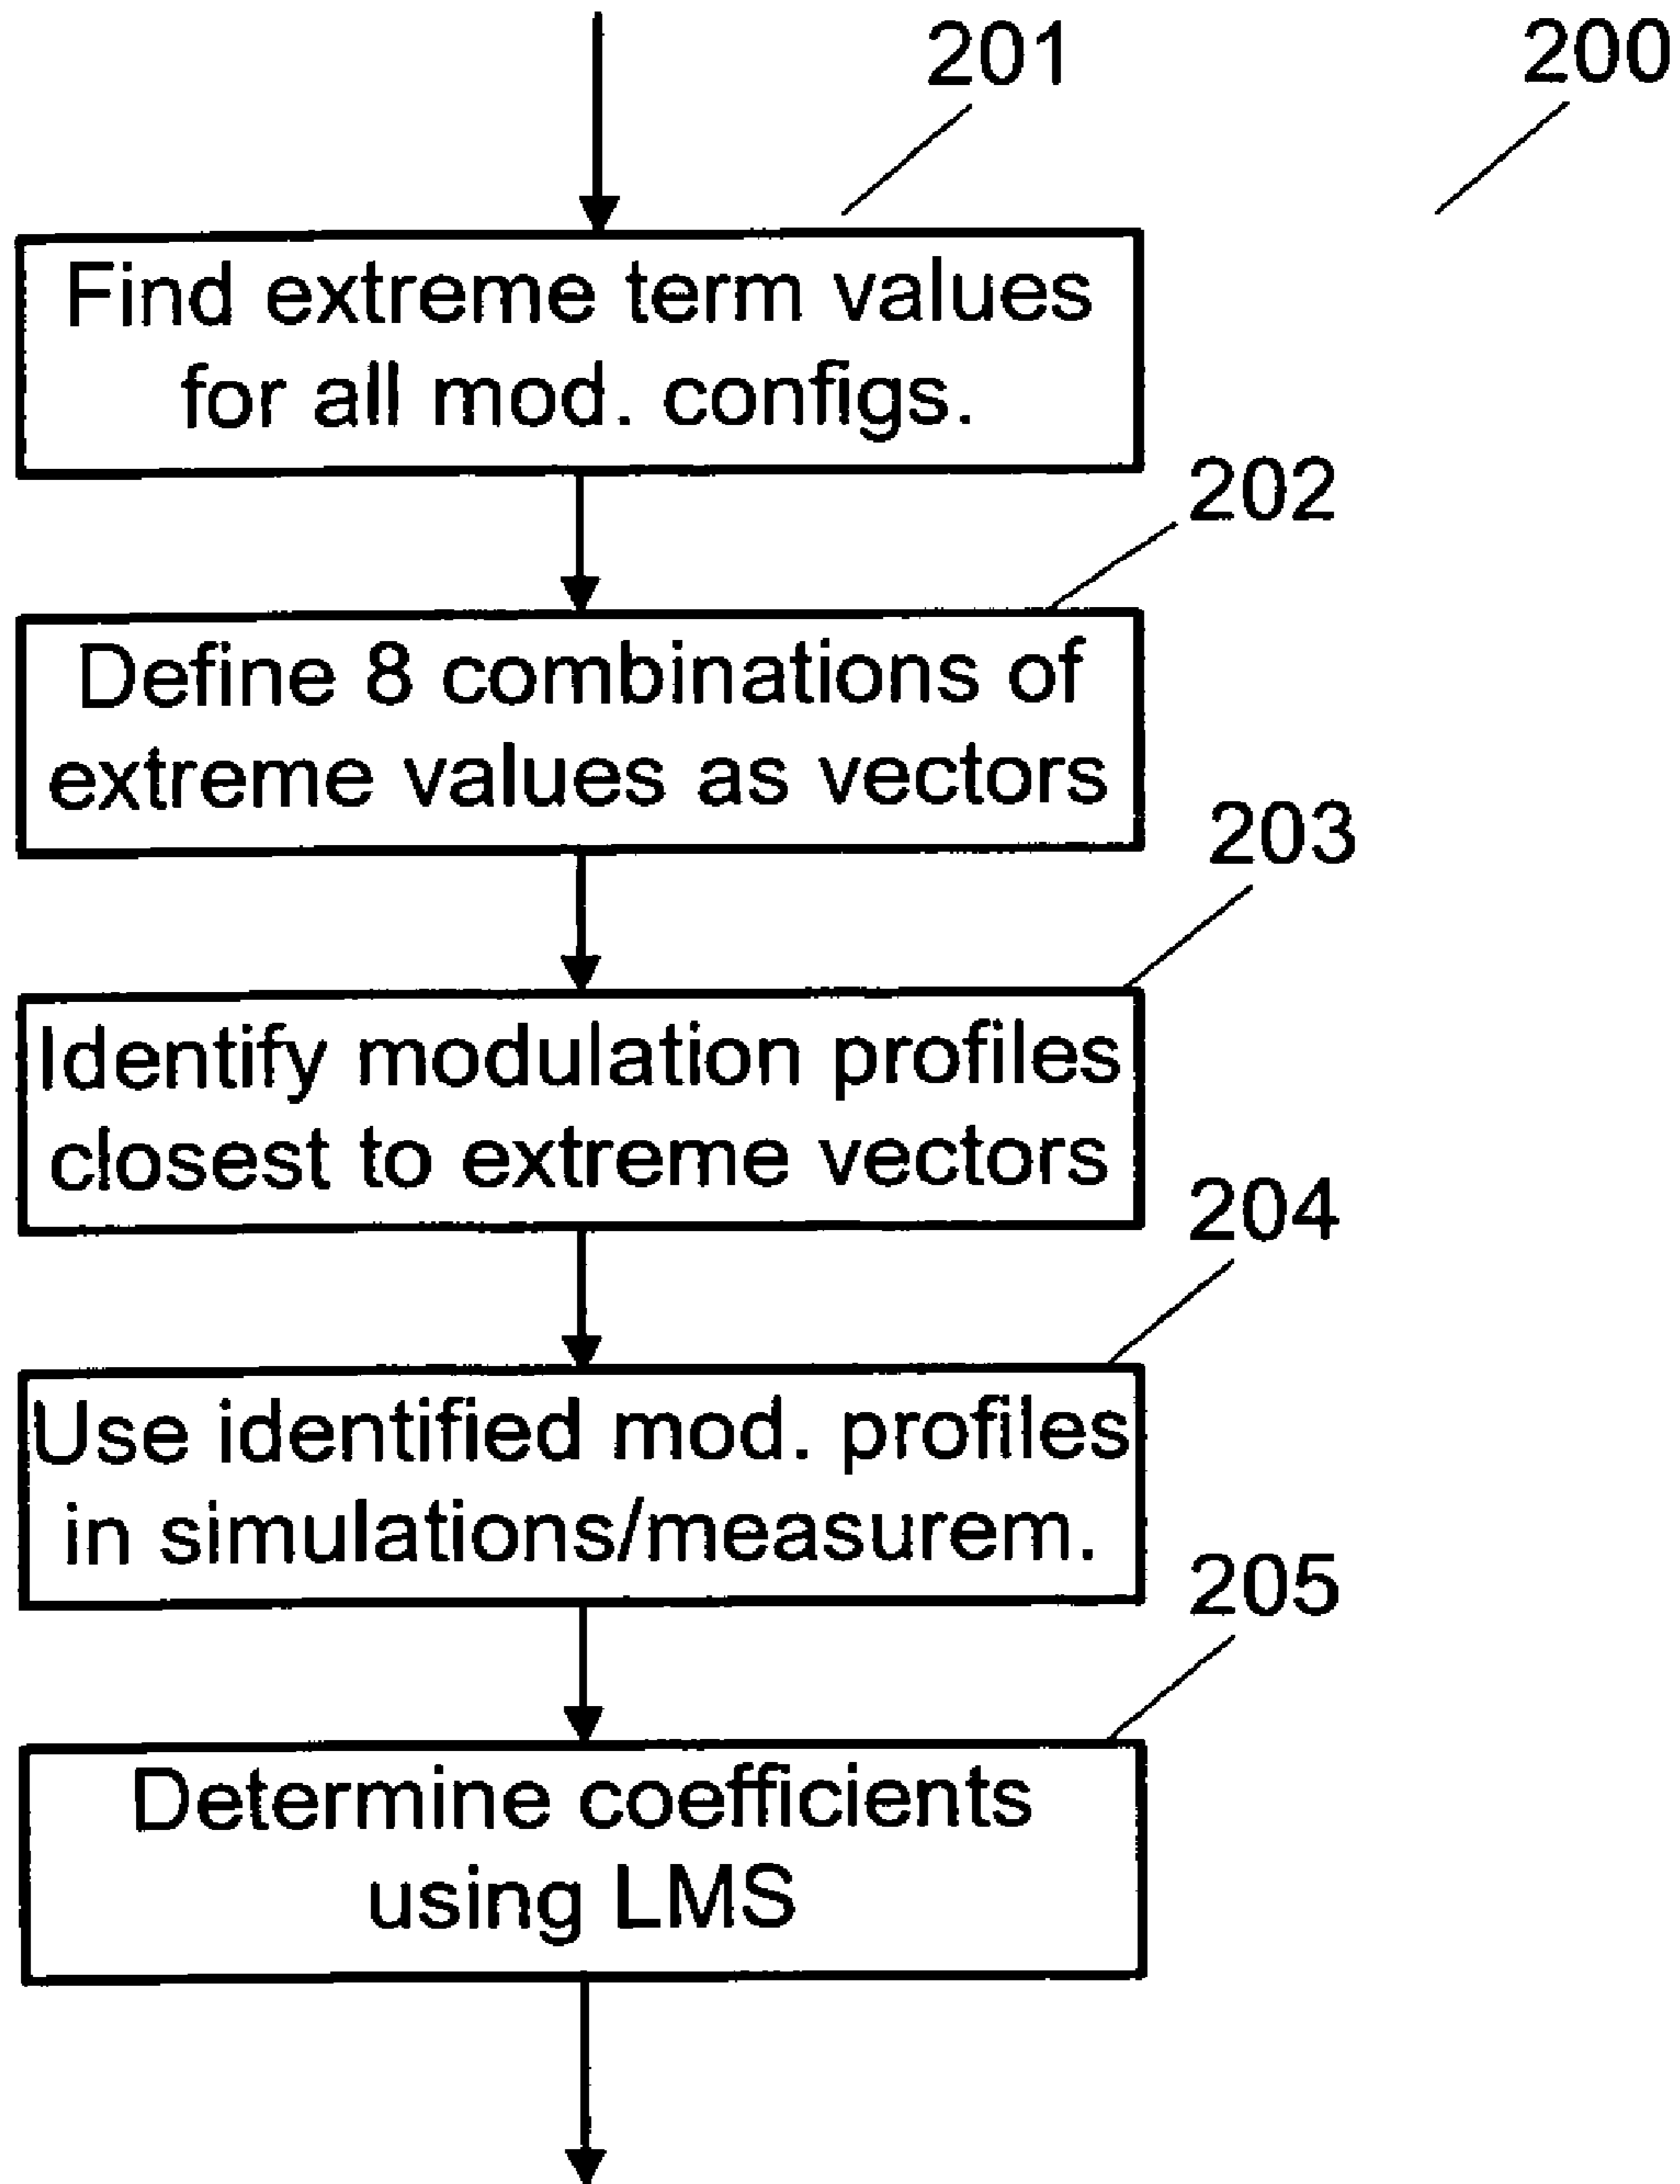 201
200
Find extreme term values
for all mod. configs.
202
Define 8 combinations of
extreme values as vectors
203
Identify modulation profiles
closest to extreme vectors
204
Use identified mod. profiles
in simulations/measurem.
205
Determine coefficients
using LMS